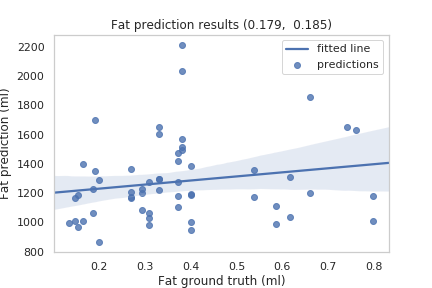 Fat prediction results (0.179,  0.185)
fitted line
predictions
Fat prediction (ml)
2200
2000
1800
1600
1400
1200
1000
800
0.2 0.3 0.4 0.5 0.6 0.7 0.8
Fat ground truth (ml)